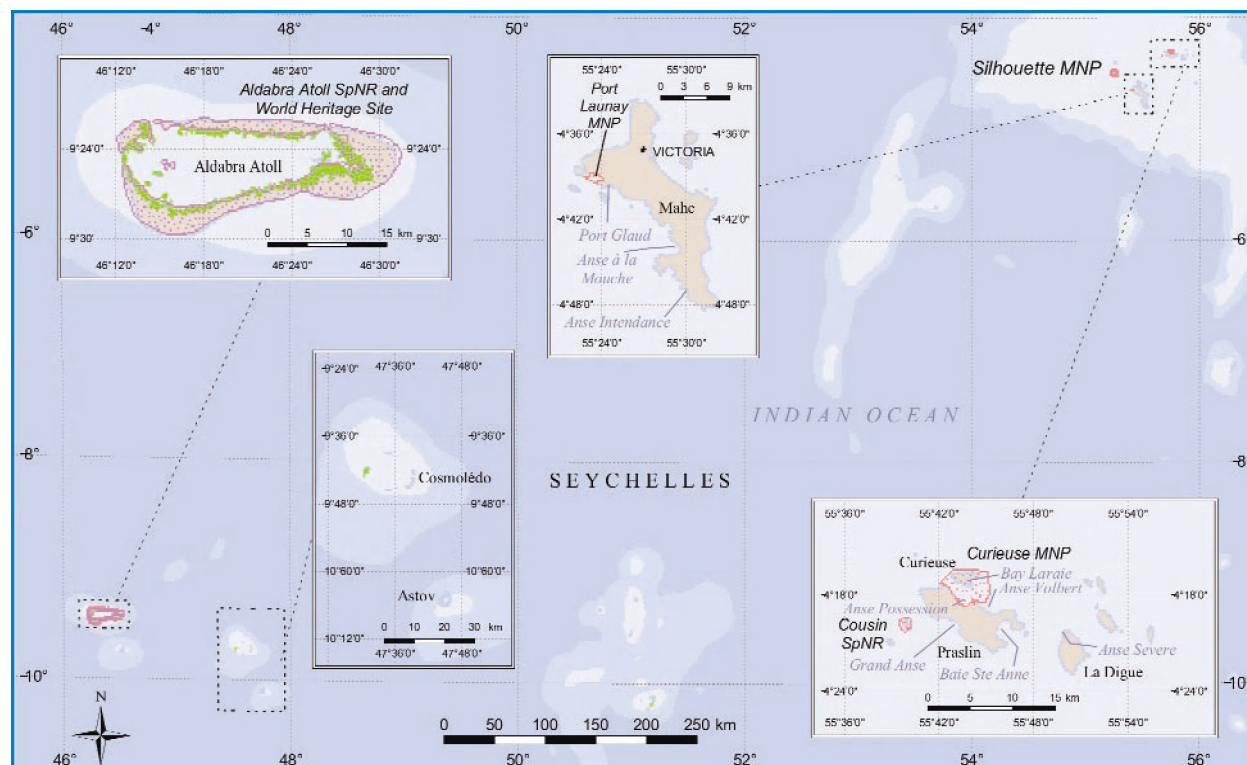 46° -4° 48° 50° 52° 54° 56°
46°12'0" 46°18'0" 46°24'0" 46°30'0"
Aldabra Atoll SpNR and
World Heritage Site
9°24'0" 9°24'0"
Aldabra Atoll
9°30' 9°30'
0 5 10 15 km
46°12'0" 46°18'0" 46°24'0" 46°30'0"
55°24'0" 55°30'0"
Port
Launay
MNP
0 3 6 9 km
-4°36'0" -4°36'0"
VICTORIA
Mahe
-4°42'0" -4°42'0"
Port Glaud
Anse à la
Mouche
4°48'0" 4°48'0"
Anse Intendance
55°24'0" 55°30'0"
Silhouette MNP
-6° -6
47°36'0" 47°48'0"
-9°24'0"
-9°36'0" -9°36'0"
Cosmolédo
9°48'0" 9°48'0"
10°60'0" 10°60'0"
Astov
0 10 20 30 km
10°12'0" 10°12'0"
47°36'0" 47°48'0"
INDIAN OCEAN
-8° -8
SEYCHELLES
55°36'0" 55°42'0" 55°48'0" 55°54'0"
Curieuse MNP
Curieuse
Bay Laraie
Anse Volbert
4°18'0" 4°18'0"
Anse Possession
Cousin
SpNR
Praslin
Grand Anse
Baie Ste Anne
Anse Severe
La Digue
-4°24'0" -4°24'0"
0 5 10 15 km
55°36'0" 55°42'0" 55°48'0" 55°54'0"
-10° -10
N
0 50 100 150 200 250 km
46° 48° 50° 52° 54° 56°